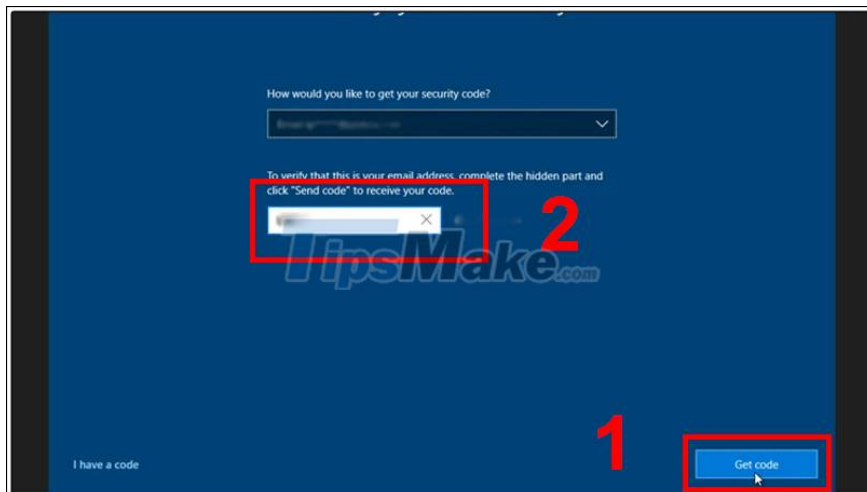 How would you like to get your security code?
To verify that this is your email address, complete the hidden part and
click "Send code" to receive your code.
2
TipsMake.com
1
I have a code
Get code